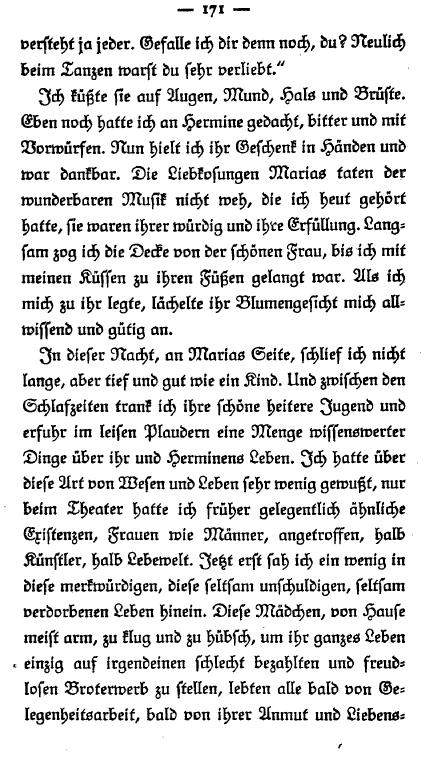 — 171 —
versteht ja jeder. Gefalle ich dir denn noch, du? Neulich
beim Tanzen warst du sehr verliebt.“
Ich küßte sie auf Augen, Mund, Hals und Brüste.
Eben noch hatte ich an Hermine gedacht, bitter und mit
Vorwürfen. Nun hielt ich ihr Geschenk in Händen und
war dankbar. Die Liebkosungen Marias taten der
wunderbaren Musik nicht weh, die ich heut gehört
hatte, sie waren ihrer würdig und ihre Erfüllung. Lang-
sam zog ich die Decke von der schönen Frau, bis ich mit
meinen Küssen zu ihren Füßen gelangt war. Als ich
mich zu ihr legte, lächelte ihr Blumengesicht mich all-
wissend und gütig an.
In dieser Nacht, an Marias Seite, schlief ich nicht
lange, aber tief und gut wie ein Kind. Und zwischen den
Schlafzeiten trank ich ihre schöne heitere Jugend und
erfuhr im leisen Plaudern eine Menge wissenswerter
Dinge über ihr und Herminens Leben. Ich hatte über
diese Art von Wesen und Leben sehr wenig gewußt, nur
beim Theater hatte ich früher gelegentlich ähnliche
Existenzen, Frauen wie Männer, angetroffen, halb
Künstler, halb Lebewelt. Jetzt erst sah ich ein wenig in
diese merkwürdigen, diese seltsam unschuldigen, seltsam
verdorbenen Leben hinein. Diese Mädchen, von Hause
meist arm, zu klug und zu hübsch, um ihr ganzes Leben
einzig auf irgendeinen schlecht bezahlten und freud-
losen Broterwerb zu stellen, lebten alle bald von Ge-
legenheitsarbeit, bald von ihrer Anmut und Liebens-